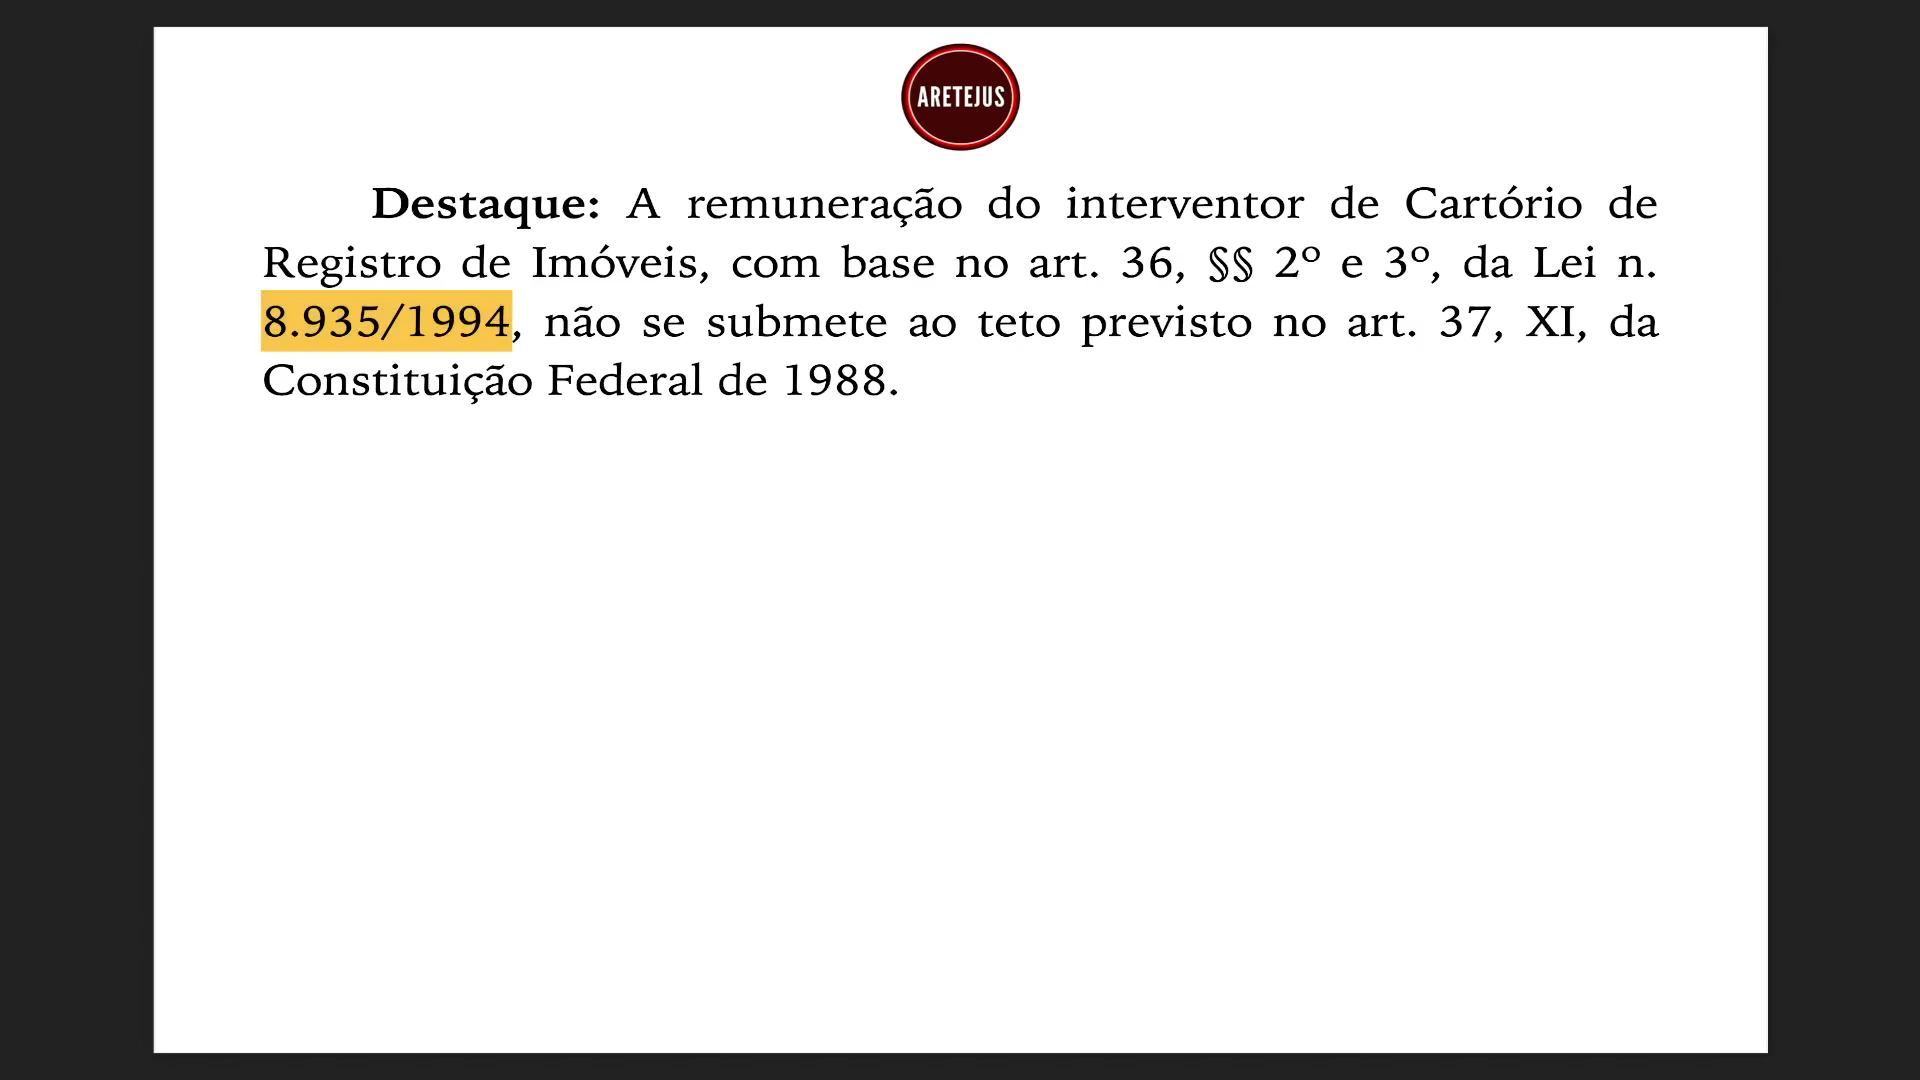 ARETEJUS
Destaque: A remuneração do interventor de Cartório de
Registro de Imóveis, com base no art. 36, §§ 2º e 3º, da Lei n.
8.935/1994, não se submete ao teto previsto no art. 37, XI, da
Constituição Federal de 1988.